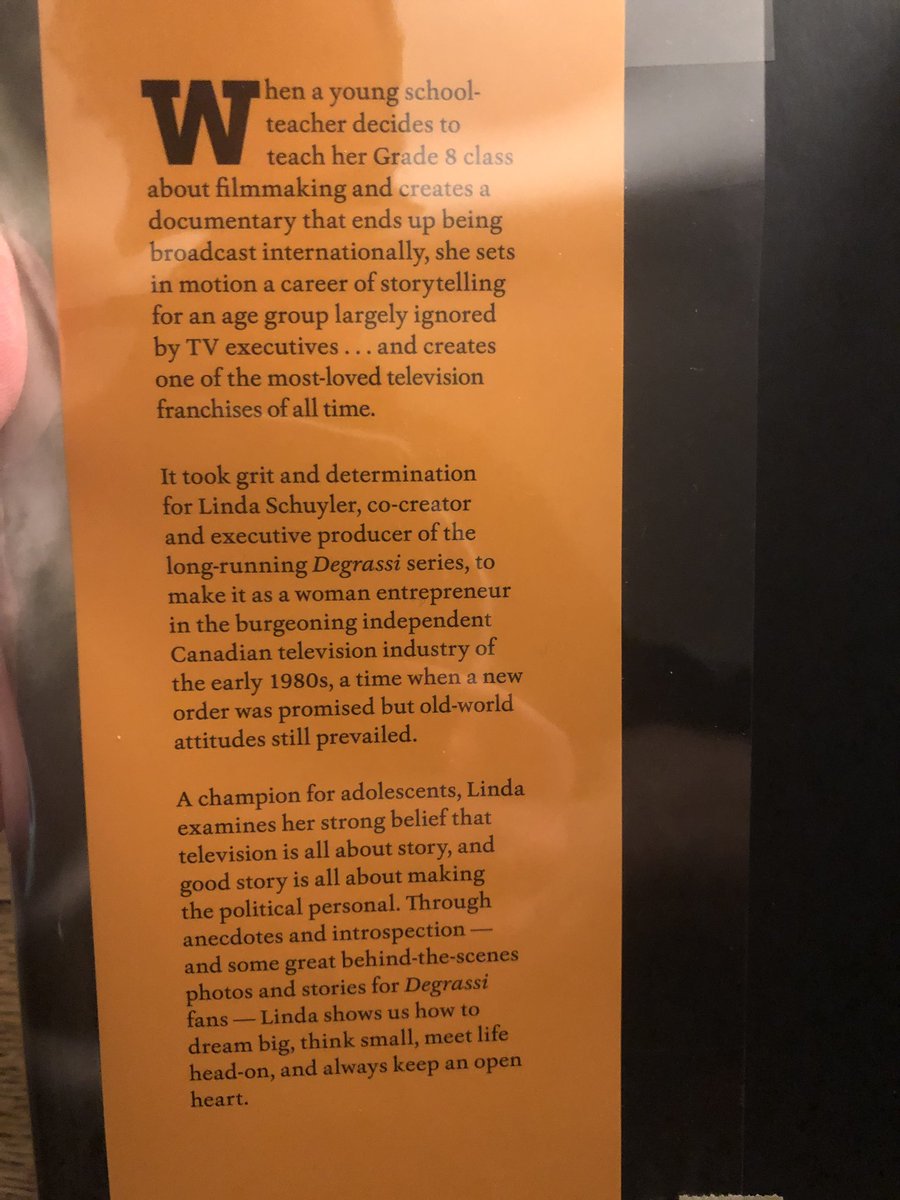 When a young school-
teacher decides to
teach her Grade 8 class
about filmmaking and creates a
documentary that ends up being
broadcast internationally, she sets
in motion a career of storytelling
for an age group largely ignored
by TV executives . . . and creates
one of the most-loved television
franchises of all time.
It took grit and determination
for Linda Schuyler, co-creator
and executive producer of the
long-running Degrassi series, to
make it as a woman entrepreneur
in the burgeoning independent
Canadian television industry of
the early 1980s, a time when a new
order was promised but old-world
attitudes still prevailed.
A champion for adolescents, Linda
examines her strong belief that
television is all about story, and
good story is all about making
the political personal. Through
anecdotes and introspection —
and some great behind-the-scenes
photos and stories for Degrassi
fans — Linda shows us how to
dream big, think small, meet life
head-on, and always keep an open
heart.